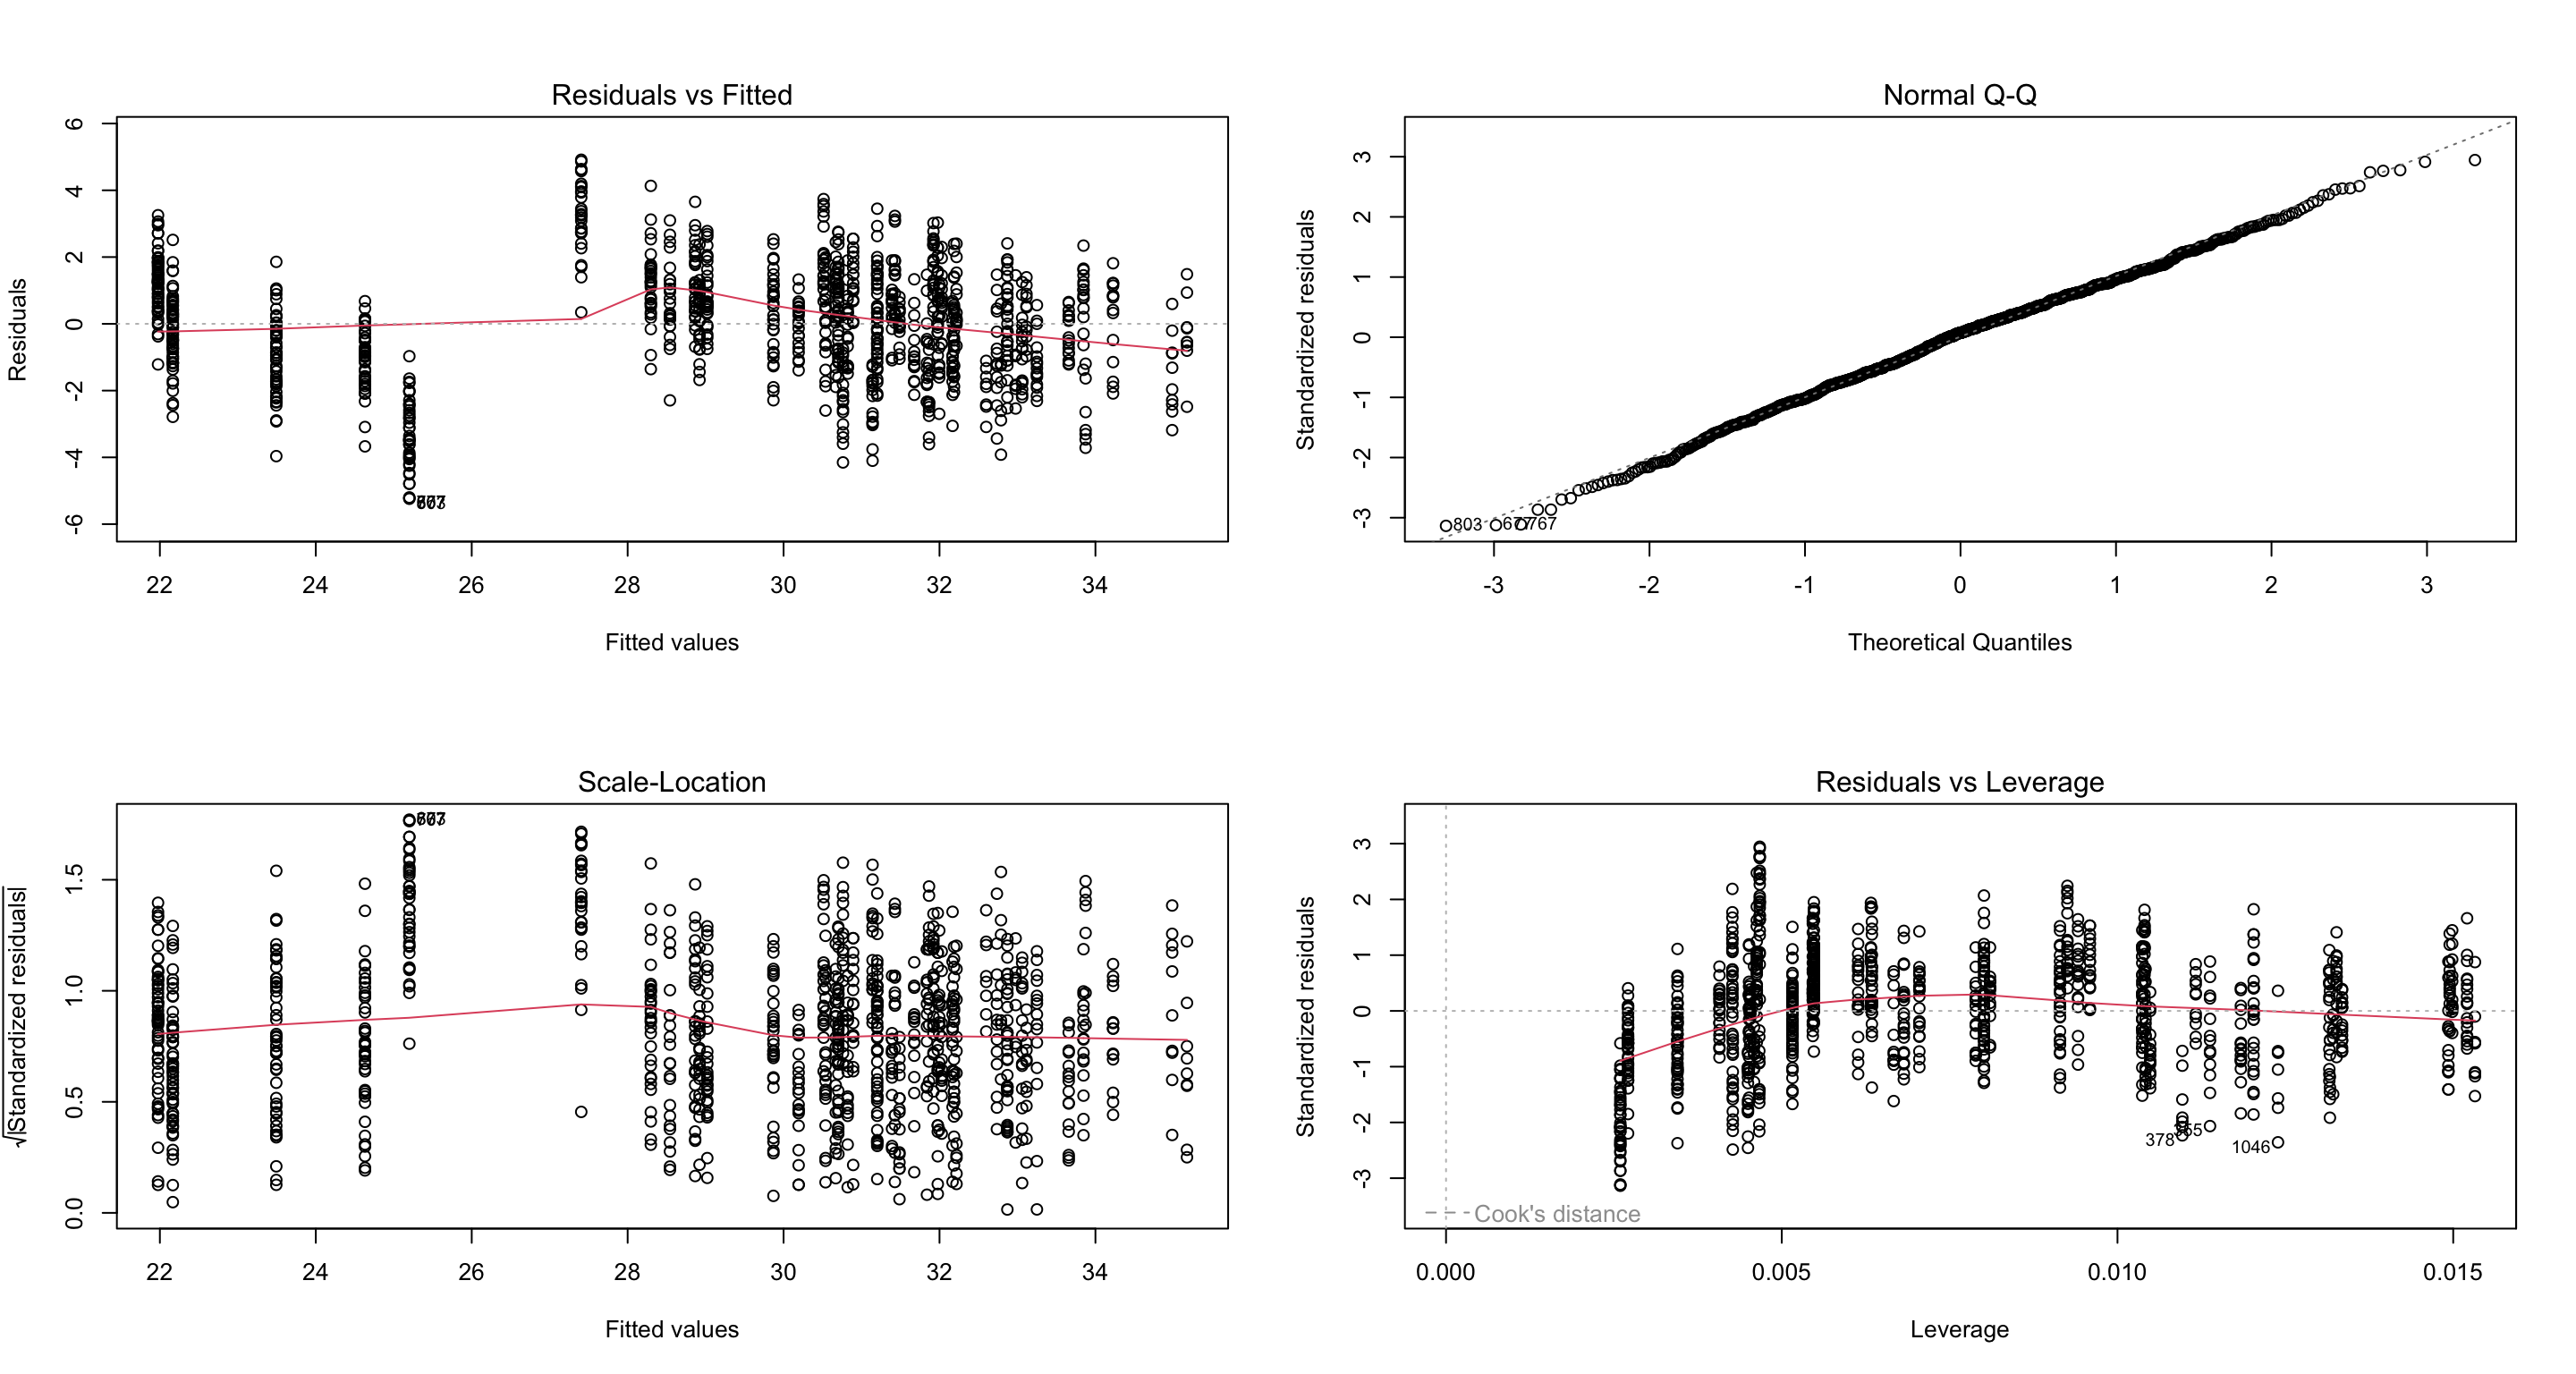 Residuals vs Fitted
6
4
2
0
-2
-4
-6
Residuals
22 24 26 28 30 32 34
Fitted values
Normal Q-Q
3
2
1
0
-1
-2
-3
Standardized residuals
803
767
-3 -2 -1 0 1 2 3
Theoretical Quantiles
Scale-Location
1.5
1.0
0.5
0.0
√|Standardized residuals|
22 24 26 28 30 32 34
Fitted values
Residuals vs Leverage
3
2
1
0
-1
-2
-3
Standardized residuals
378
1046
Cook's distance
0.000 0.005 0.010 0.015
Leverage